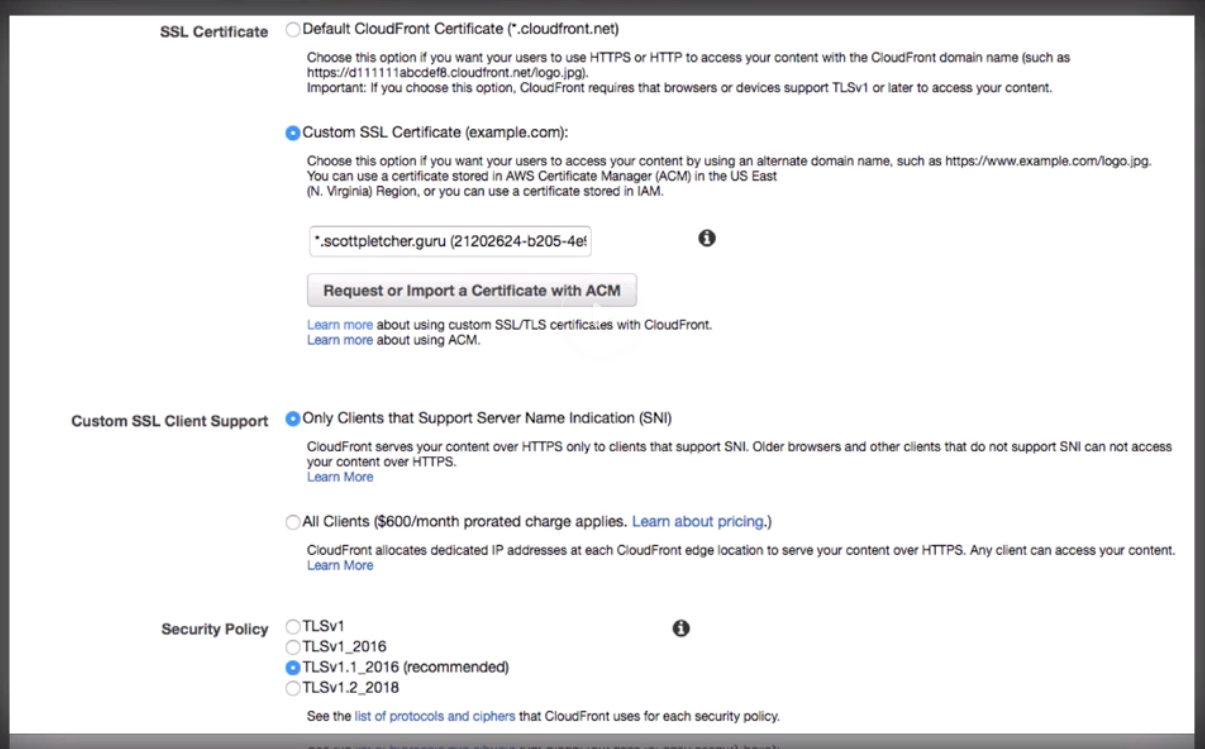 SSL Certificate Default CloudFront Certificate (*.cloudfront.net)
Choose this option if you want your users to use HTTPS or HTTP to access your content with the CloudFront domain name (such as
https://d111111abcdef8.cloudfront.net/logo.jpg).
Important: If you choose this option, CloudFront requires that browsers or devices support TLSv1 or later to access your content.
Custom SSL Certificate (example.com):
Choose this option if you want your users to access your content by using an alternate domain name, such as https://www.example.com/logo.jpg.
You can use a certificate stored in AWS Certificate Manager (ACM) in the US East
(N. Virginia) Region, or you can use a certificate stored in IAM.
*.scottpletcher.guru (21202624-b205-4e
Request or Import a Certificate with ACM
Learn more about using custom SSL/TLS certificates with CloudFront.
Learn more about using ACM.
Custom SSL Client Support Only Clients that Support Server Name Indication (SNI)
CloudFront serves your content over HTTPS only to clients that support SNI. Older browsers and other clients that do not support SNI can not access
your content over HTTPS.
Learn More
All Clients ($600/month prorated charge applies. Learn about pricing.)
CloudFront allocates dedicated IP addresses at each CloudFront edge location to serve your content over HTTPS. Any client can access your content.
Learn More
Security Policy TLSv1
TLSv1_2016
TLSv1.1_2016 (recommended)
TLSv1.2_2018
See the list of protocols and ciphers that CloudFront uses for each security policy.